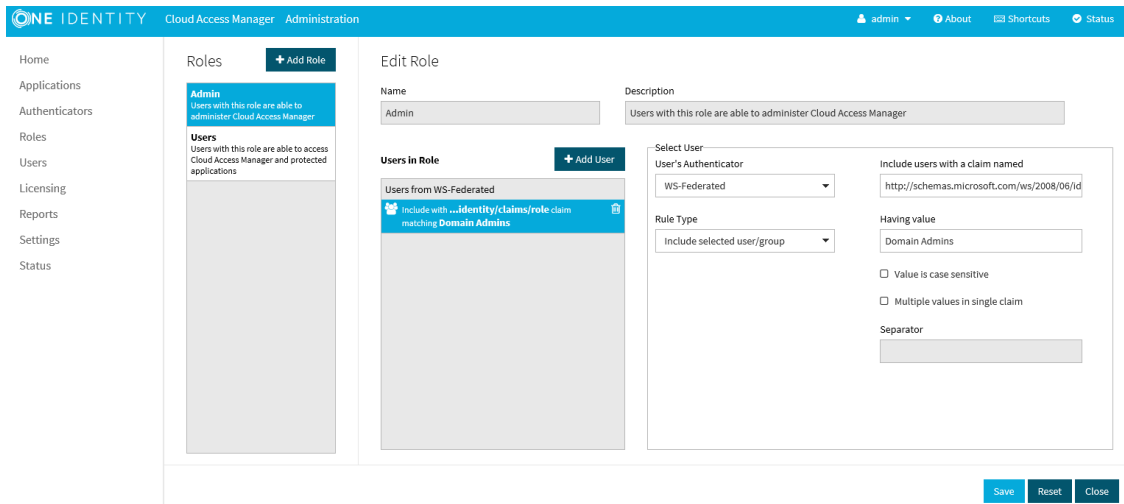 ONE IDENTITY Cloud Access Manager Administration
admin About Shortcuts Status
Home
Applications
Authenticators
Roles
Users
Licensing
Reports
Settings
Status
Roles
+ Add Role
Admin
Users with this role are able to
administer Cloud Access Manager
Users
Users with this role are able to access
Cloud Access Manager and protected
applications
Edit Role
Name
Admin
Description
Users with this role are able to administer Cloud Access Manager
Users in Role
+ Add User
Users from WS-Federated
Include with ...identity/claims/role claim
matching Domain Admins
Select User
User's Authenticator
WS-Federated
Rule Type
Include selected user/group
Include users with a claim named
http://schemas.microsoft.com/ws/2008/06/id
Having value
Domain Admins
Value is case sensitive
Multiple values in single claim
Separator
Save Reset Close